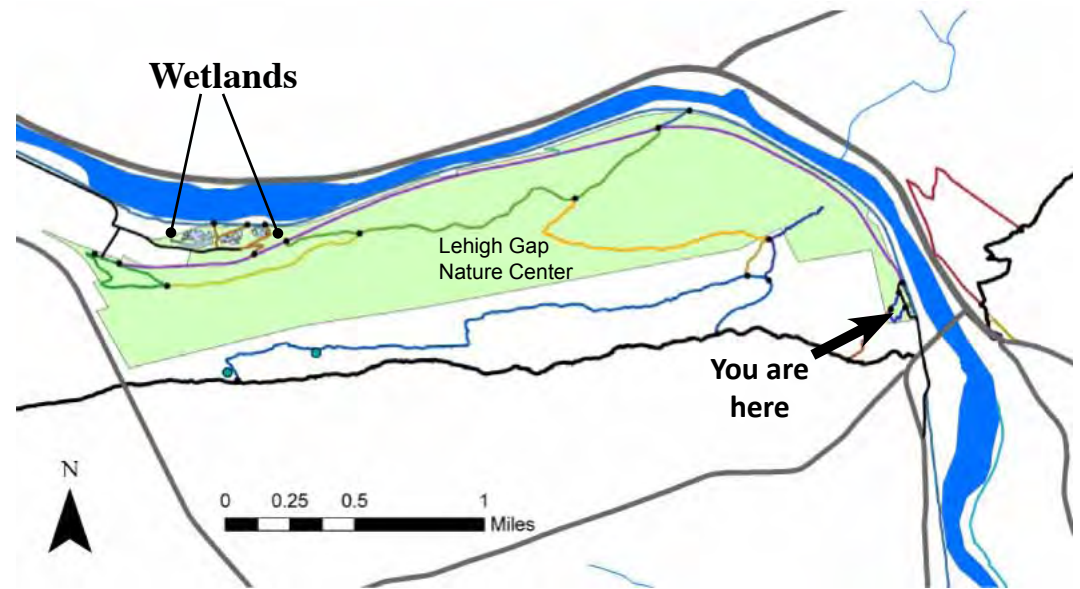 Wetlands
Lehigh Gap
Nature Center
You are
here
N
0 0.25 0.5 1
Miles